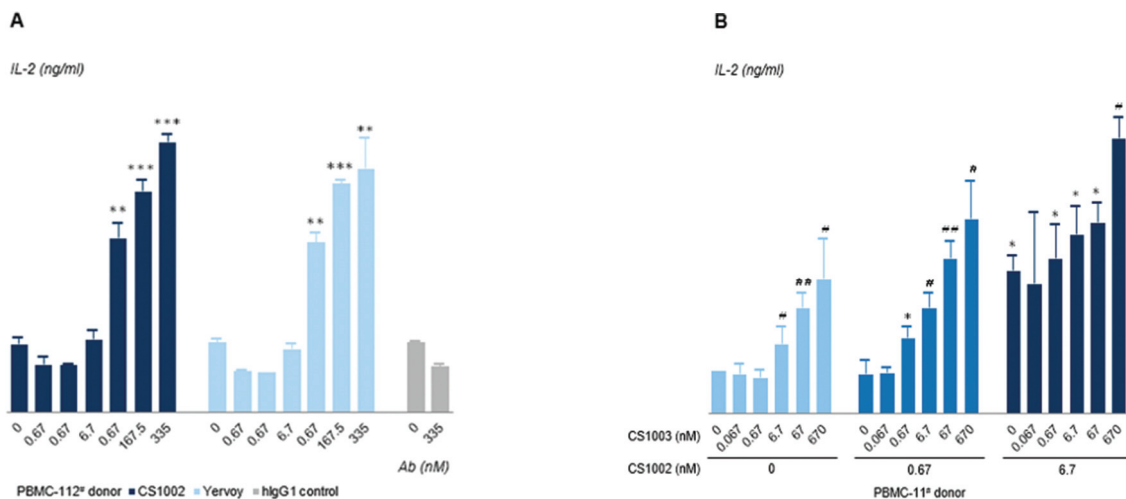 A
IL-2 (ng/ml)
** *** *** ** *** **
0 0.67 0.67 6.7 0.67 167.5 335 0 0.67 0.67 6.7 0.67 167.5 335 0 335
Ab (nM)
PBMC-112# donor CS1002 Yervoy hIgG1 control
B
IL-2 (ng/ml)
# ## # * # ## # * * * * #
CS1003 (nM) 0 0.067 0.67 6.7 67 670 0 0.067 0.67 6.7 67 670 0 0.067 0.67 6.7 67 670
CS1002 (nM) 0 0.67 6.7
PBMC-11# donor